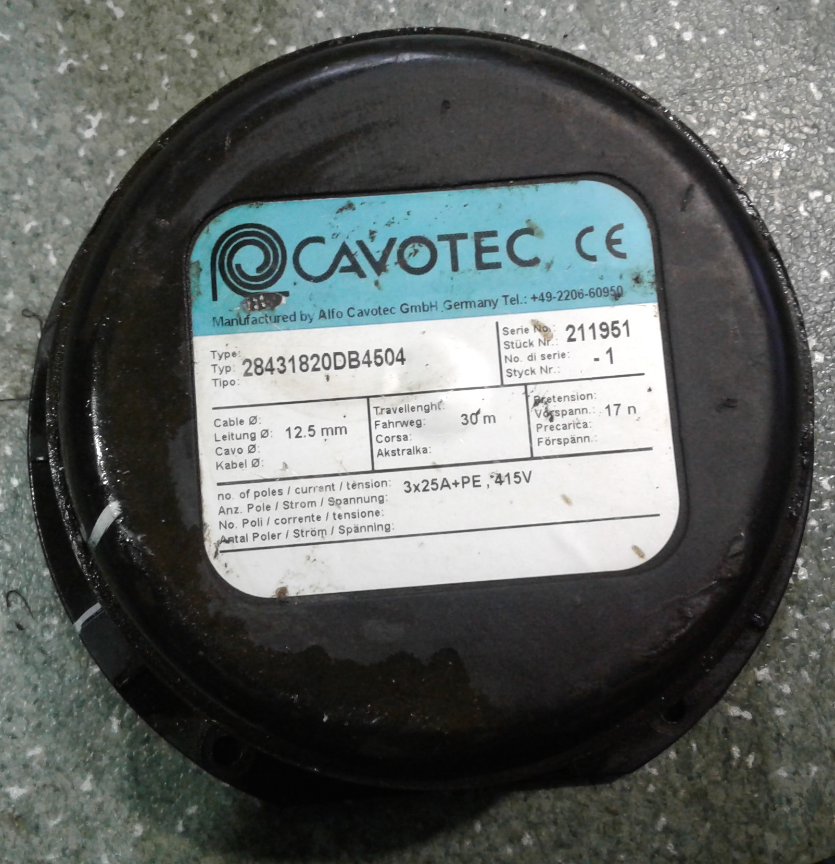 CAVOTEC CE
Manufactured by Alfo Cavotec GmbH Germany Tel.: +49-2206-60950
Type:
Typ: 28431820DB4504
Tipo:
Serie No.: 211951
Stück Nr.:
No. di serie: - 1
Styck Nr.:
Cable Ø:
Leitung Ø: 12.5 mm
Cavo Ø:
Kabel Ø:
Travellenght:
Fahrweg: 30 m
Corsa:
Akstralka:
Pretension:
Vorspann.: 17 n
Precarica:
Förspänn.:
no. of poles / current / tension: 3x25A+PE , 415V
Anz. Pole / Strom / Spannung:
No. Poli / corrente / tensione:
Antal Poler / Ström / Spänning: